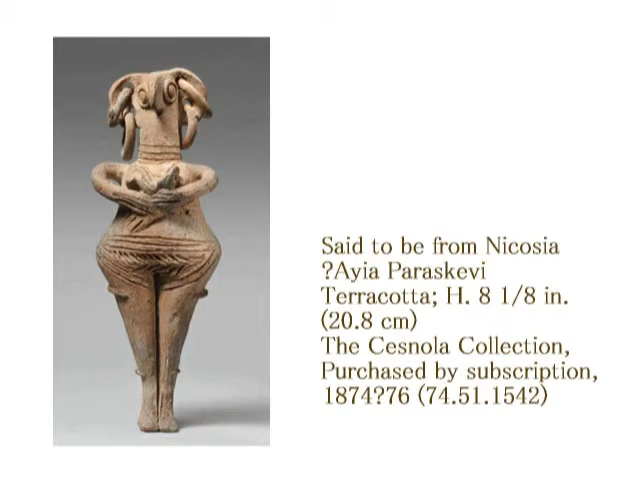 Said to be from Nicosia
?Ayia Paraskevi
Terracotta; H. 8 1/8 in.
(20.8 cm)
The Cesnola Collection,
Purchased by subscription,
1874?76 (74.51.1542)